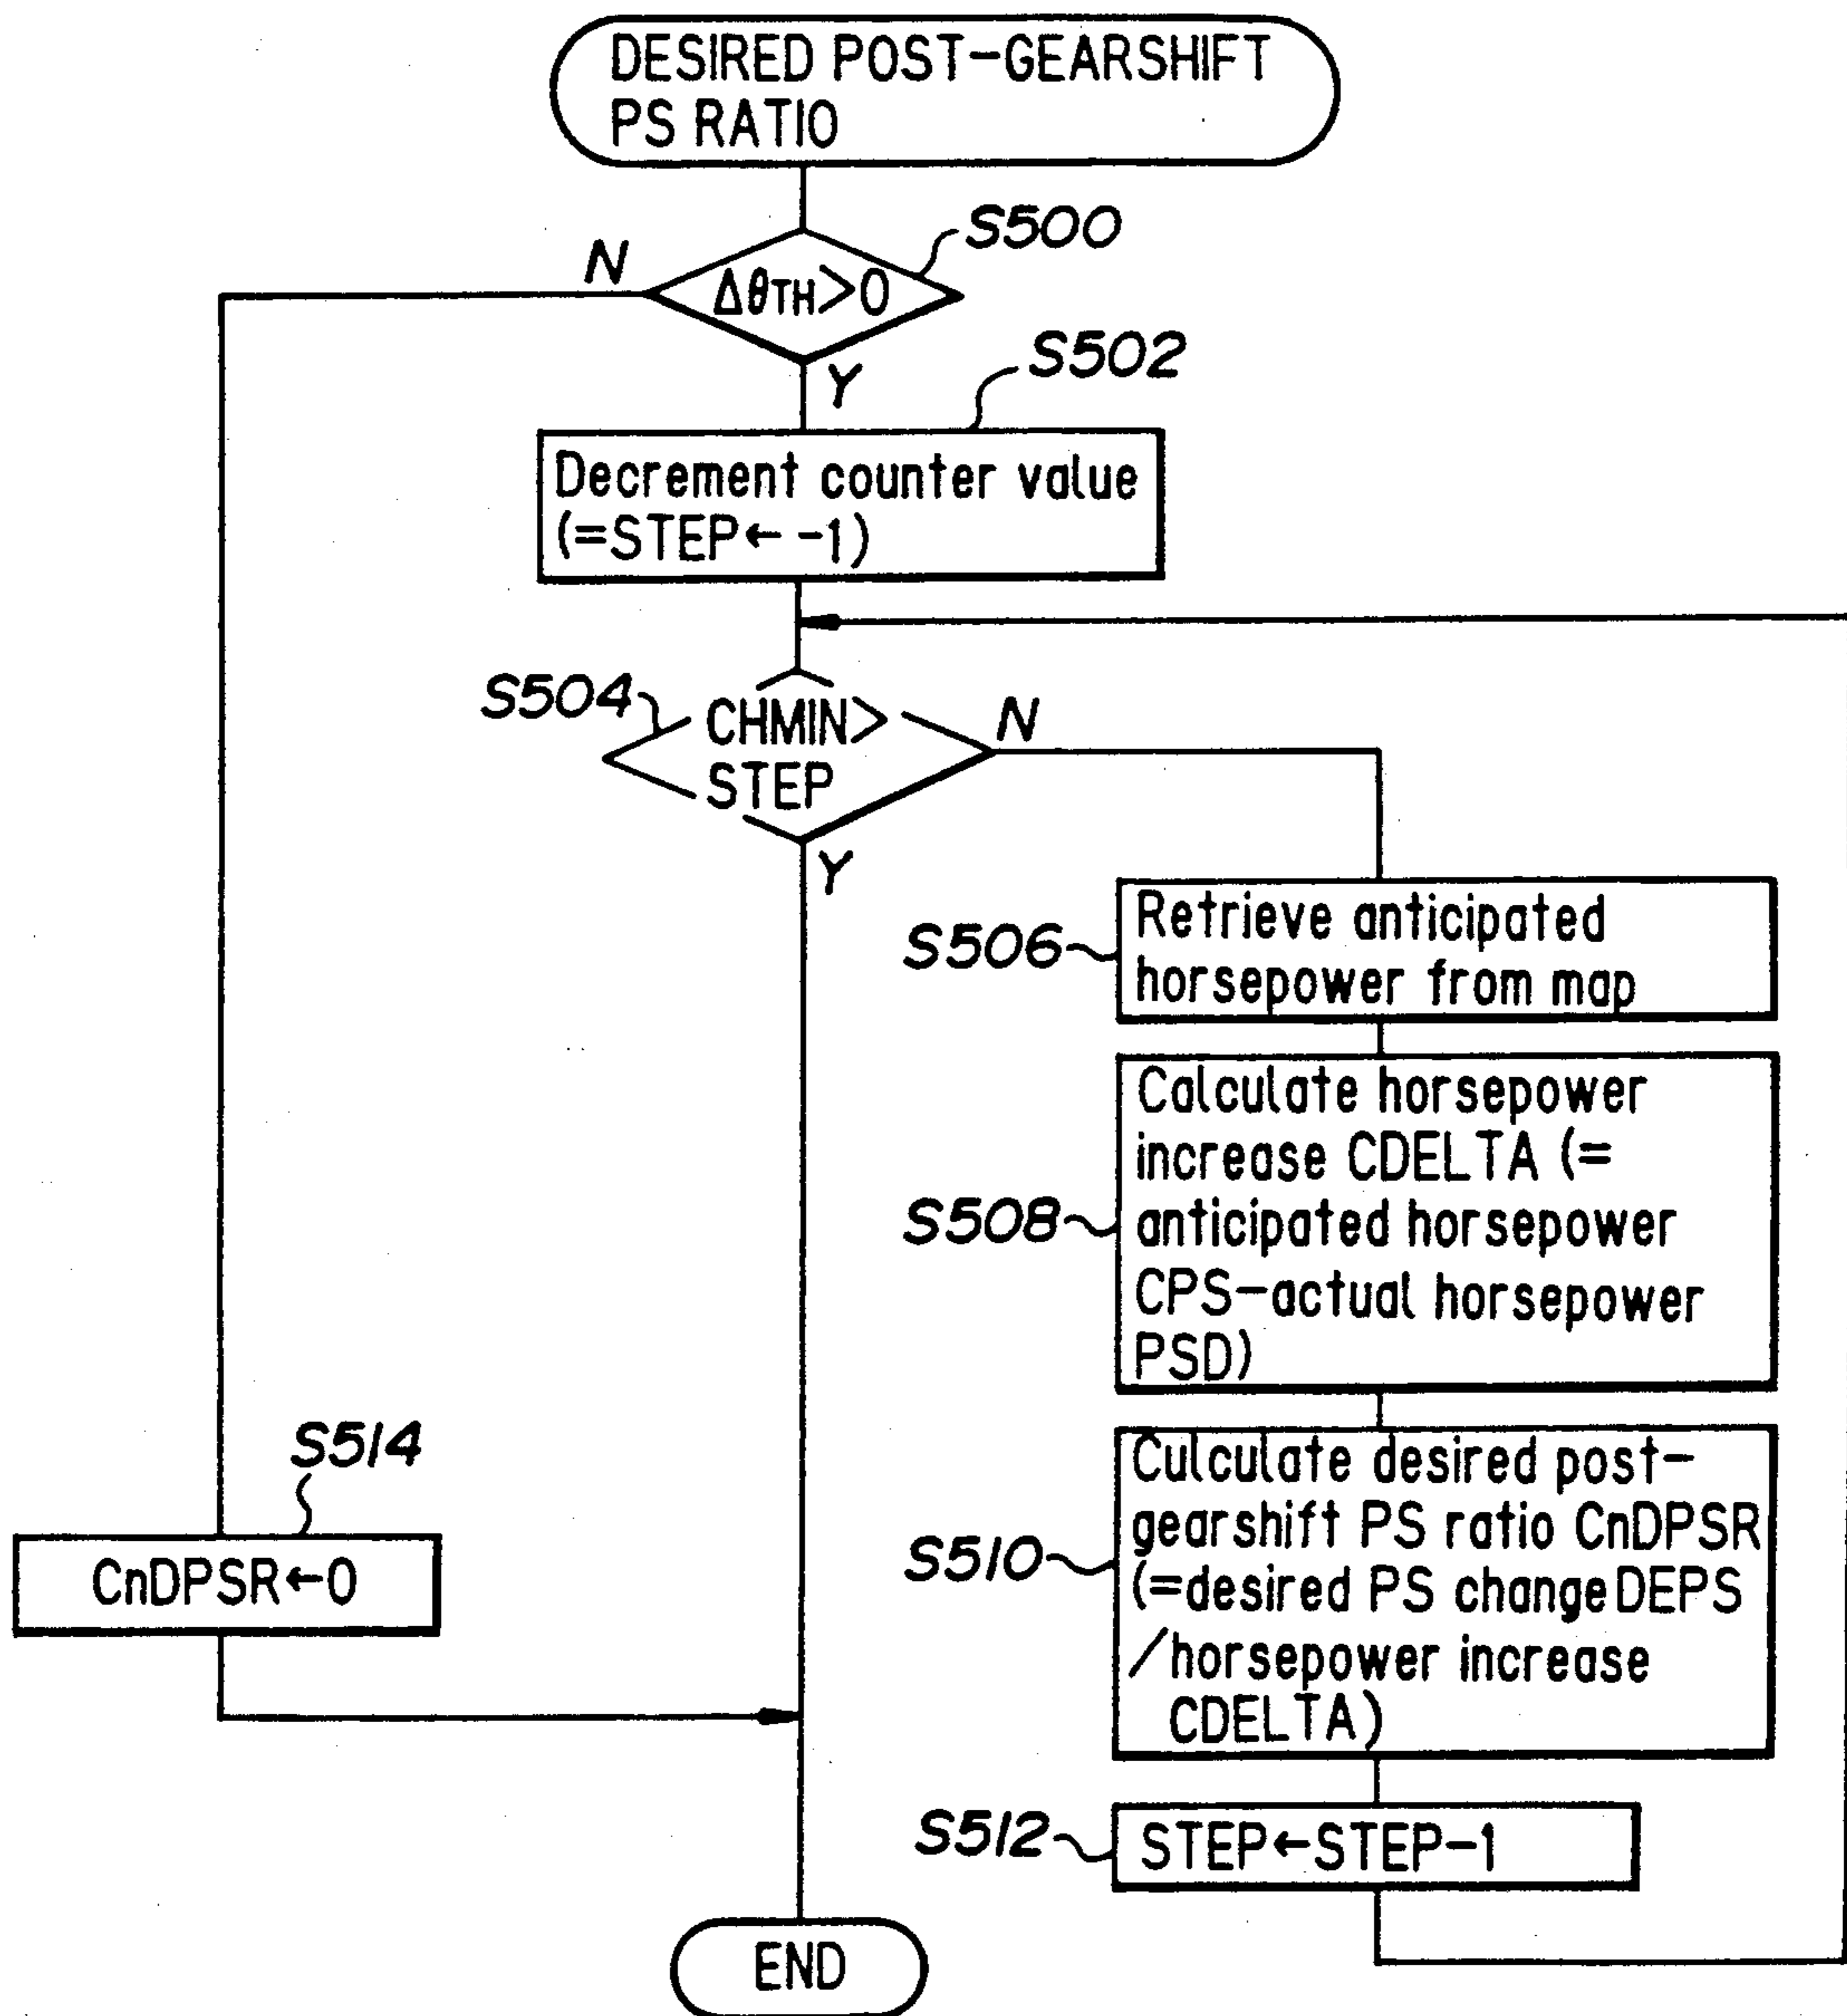 DESIRED POST-GEARSHIFT
PS RATIO
S500
N
ΔθTH>0
Y
S502
Decrement counter value
(=STEP← -1)
S504
CHMIN>
STEP
N
Y
S506
Retrieve anticipated
horsepower from map
S508
Calculate horsepower
increase CDELTA (=
anticipated horsepower
CPS-actual horsepower
PSD)
S510
Culculate desired post-
gearshift PS ratio CnDPSR
(=desired PS change DEPS
/horsepower increase
CDELTA)
S512
STEP←STEP-1
S514
CnDPSR←0
END